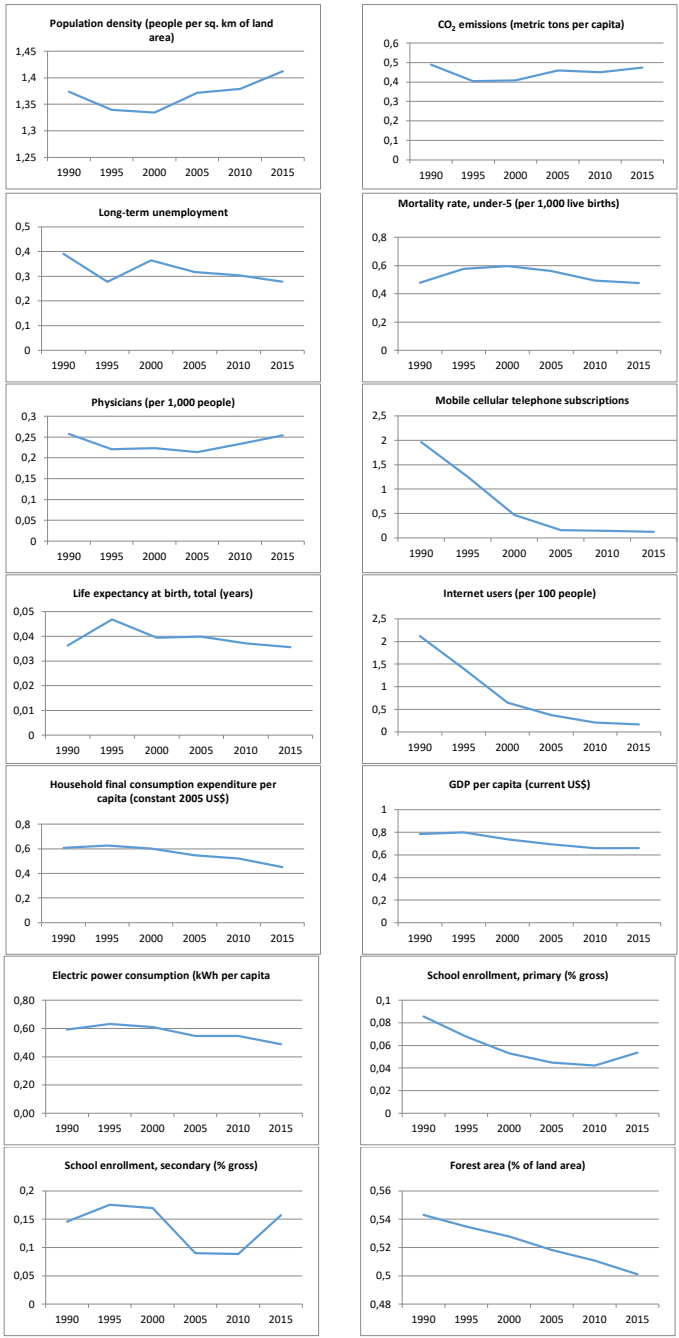 Population density (people per sq. km of land
area)
1,45
1,4
1,35
1,3
1,25
1990 1995 2000 2005 2010 2015
CO2 emissions (metric tons per capita)
0,6
0,5
0,4
0,3
0,2
0,1
0
1990 1995 2000 2005 2010 2015
Long-term unemployment
0,5
0,4
0,3
0,2
0,1
0
1990 1995 2000 2005 2010 2015
Mortality rate, under-5 (per 1,000 live births)
0,8
0,6
0,4
0,2
0
1990 1995 2000 2005 2010 2015
Physicians (per 1,000 people)
0,3
0,25
0,2
0,15
0,1
0,05
0
1990 1995 2000 2005 2010 2015
Mobile cellular telephone subscriptions
2,5
2
1,5
1
0,5
0
1990 1995 2000 2005 2010 2015
Life expectancy at birth, total (years)
0,05
0,04
0,03
0,02
0,01
0
1990 1995 2000 2005 2010 2015
Internet users (per 100 people)
2,5
2
1,5
1
0,5
0
1990 1995 2000 2005 2010 2015
Household final consumption expenditure per
capita (constant 2005 US$)
0,8
0,6
0,4
0,2
0
1990 1995 2000 2005 2010 2015
GDP per capita (current US$)
1
0,8
0,6
0,4
0,2
0
1990 1995 2000 2005 2010 2015
Electric power consumption (kWh per capita
0,80
0,60
0,40
0,20
0,00
1990 1995 2000 2005 2010 2015
School enrollment, primary (% gross)
0,1
0,08
0,06
0,04
0,02
0
1990 1995 2000 2005 2010 2015
School enrollment, secondary (% gross)
0,2
0,15
0,1
0,05
0
1990 1995 2000 2005 2010 2015
Forest area (% of land area)
0,56
0,54
0,52
0,5
0,48
1990 1995 2000 2005 2010 2015